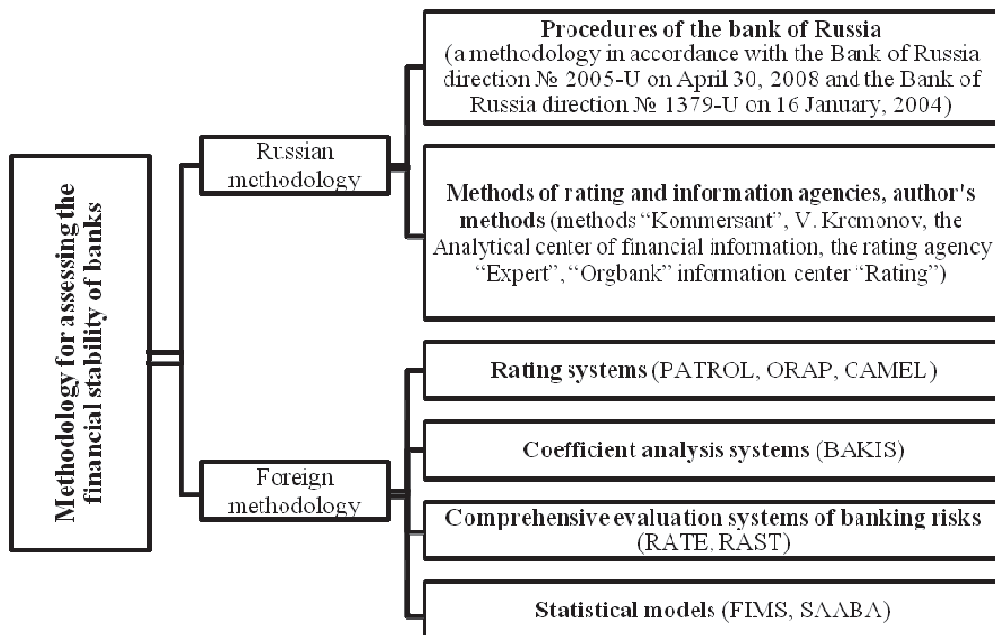 Methodology for assessing the
financial stability of banks
Russian
methodology
Procedures of the bank of Russia
(a methodology in accordance with the Bank of Russia
direction № 2005-U on April 30, 2008 and the Bank of
Russia direction № 1379-U on 16 January, 2004)
Methods of rating and information agencies, author's
methods (methods “Kommersant”, V. Kromonov, the
Analytical center of financial information, the rating agency
“Expert”, “Orgbank” information center “Rating”)
Foreign
methodology
Rating systems (PATROL, ORAP, CAMEL)
Coefficient analysis systems (BAKIS)
Comprehensive evaluation systems of banking risks
(RATE, RAST)
Statistical models (FIMS, SAABA)